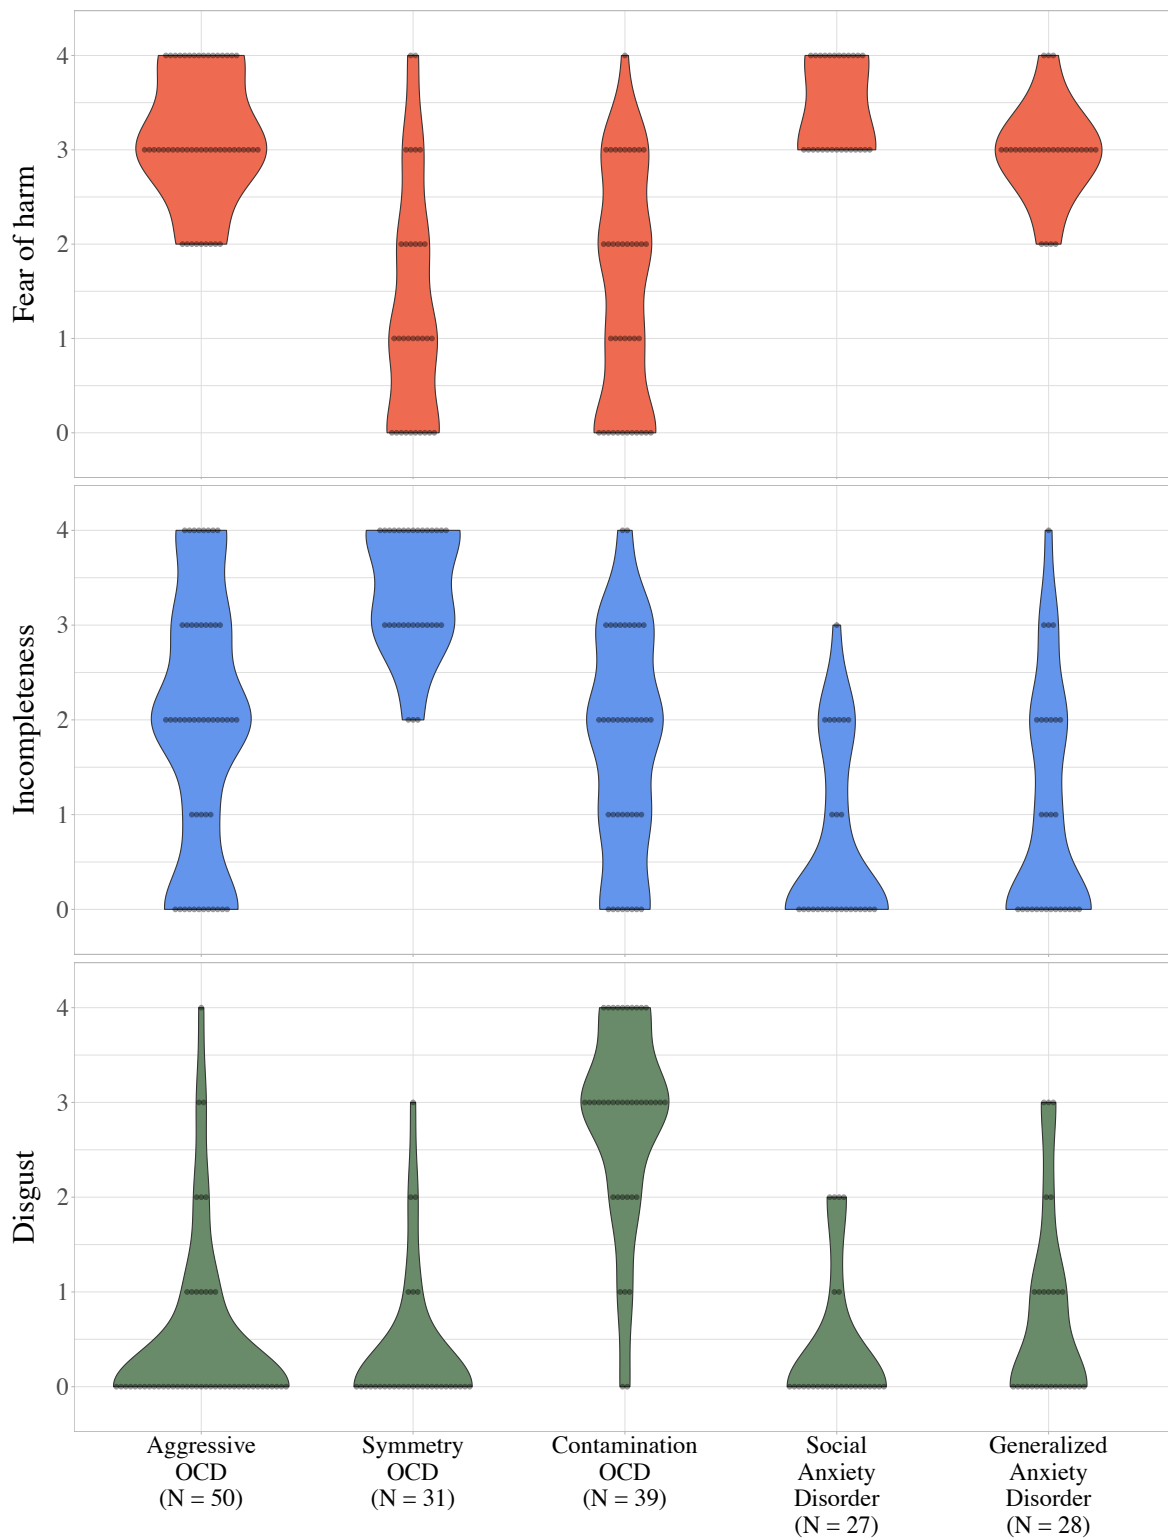 Fear of harm
4
3
2
1
0
Incompleteness
4
3
2
1
0
Disgust
4
3
2
1
0
Aggressive
OCD
(N = 50)
Symmetry
OCD
(N = 31)
Contamination
OCD
(N = 39)
Social
Anxiety
Disorder
(N = 27)
Generalized
Anxiety
Disorder
(N = 28)